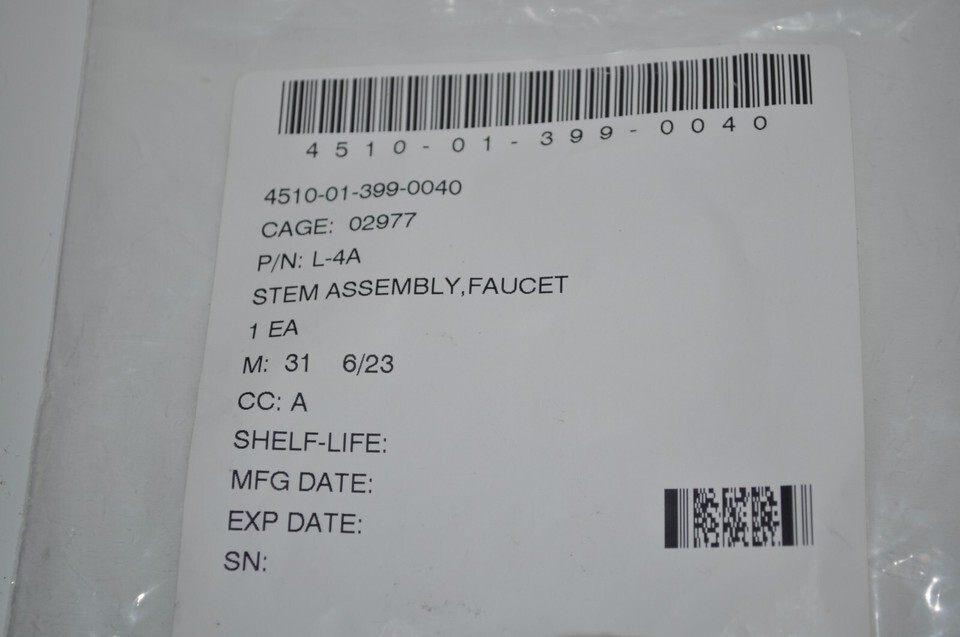 4510-01-399-0040
4510-01-399-0040
CAGE: 02977
P/N: L-4A
STEM ASSEMBLY,FAUCET
1 EA
M: 31 6/23
CC: A
SHELF-LIFE:
MFG DATE:
EXP DATE:
SN: